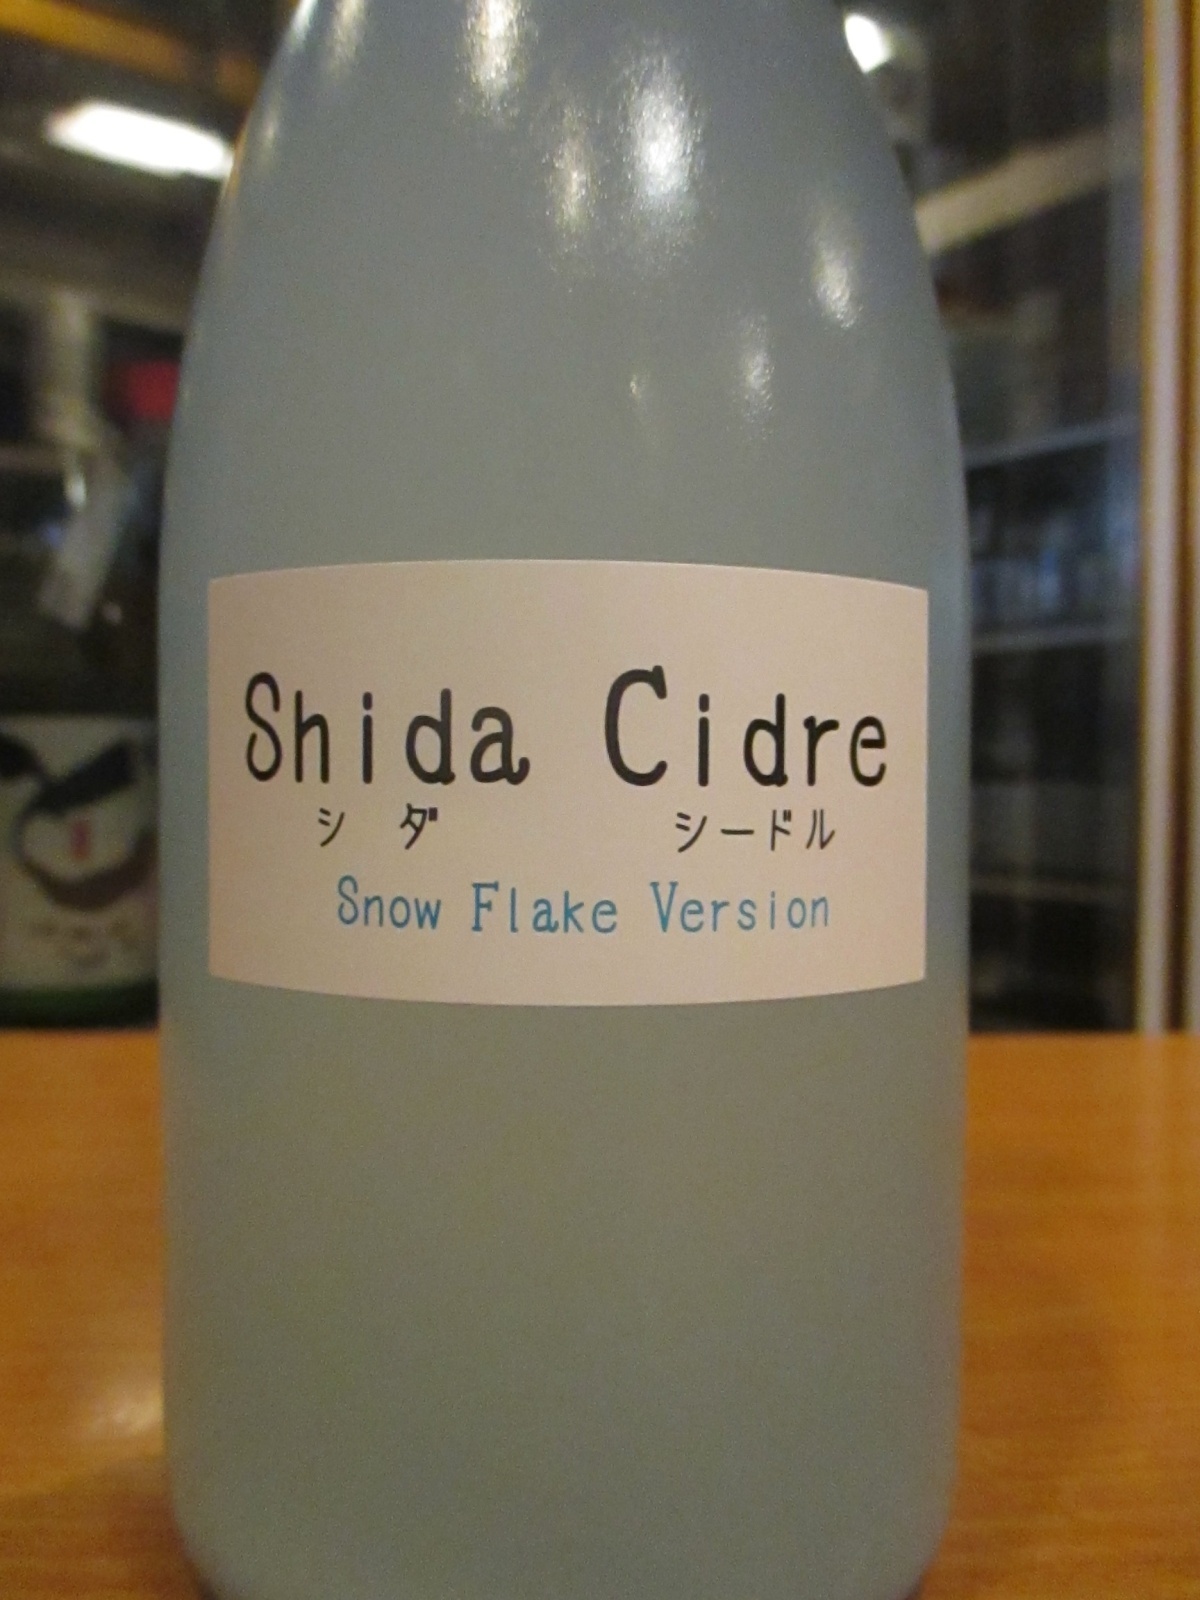 Shida Cidre
シダ シードル
Snow Flake Version